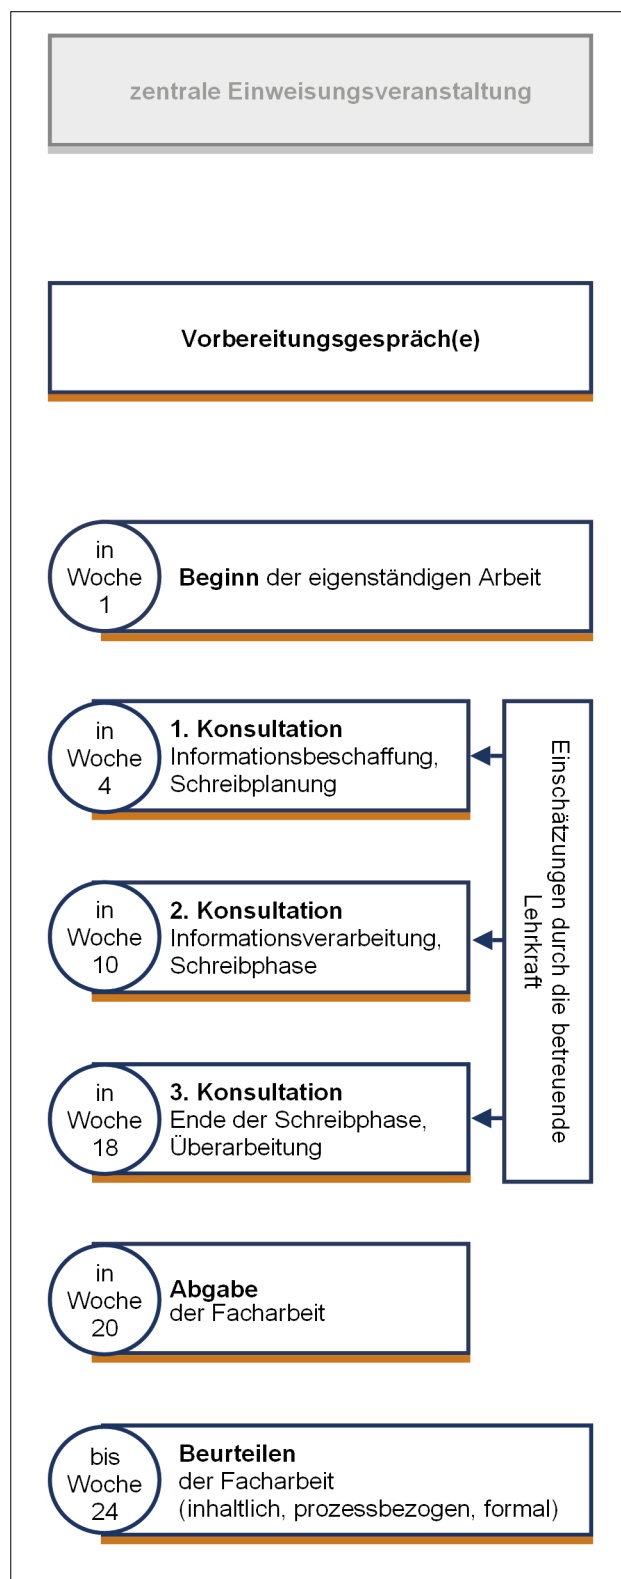 zentrale Einweisungsveranstaltung
Vorbereitungsgespräch(e)
in
Woche
1
Beginn der eigenständigen Arbeit
in
Woche
4
1. Konsultation
Informationsbeschaffung,
Schreibplanung
in
Woche
10
2. Konsultation
Informationsverarbeitung,
Schreibphase
in
Woche
18
3. Konsultation
Ende der Schreibphase,
Überarbeitung
Einschätzungen durch die betreuende
Lehrkraft
in
Woche
20
Abgabe
der Facharbeit
bis
Woche
24
Beurteilen
der Facharbeit
(inhaltlich, prozessbezogen, formal)